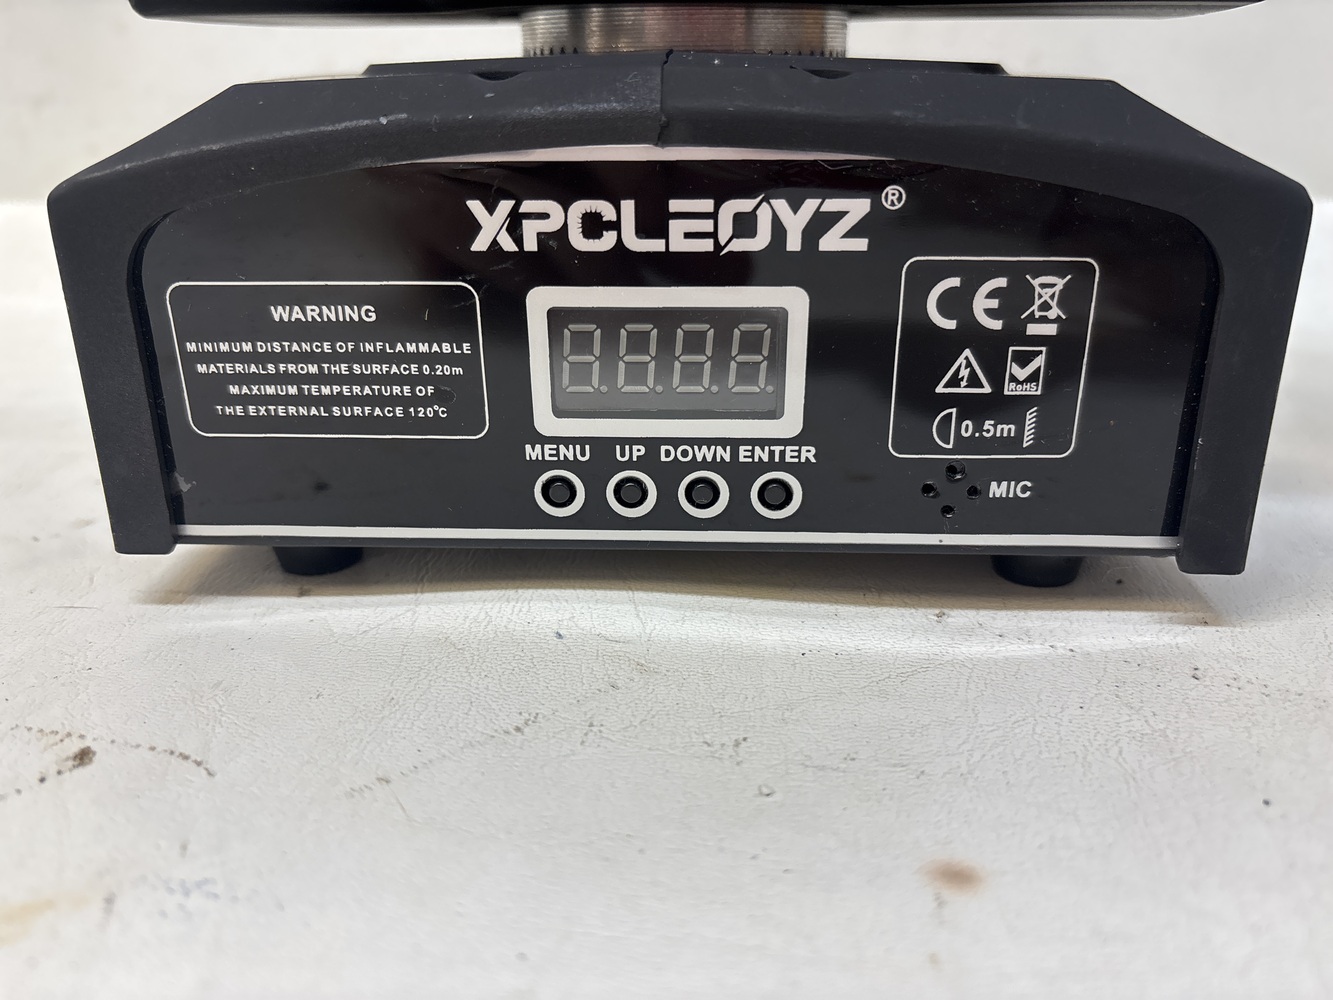 XPCLEOYZ®
WARNING
MINIMUM DISTANCE OF INFLAMMABLE
MATERIALS FROM THE SURFACE 0.20m
MAXIMUM TEMPERATURE OF
THE EXTERNAL SURFACE 120℃
CE
RoHS
0.5m
MENU UP DOWN ENTER
MIC